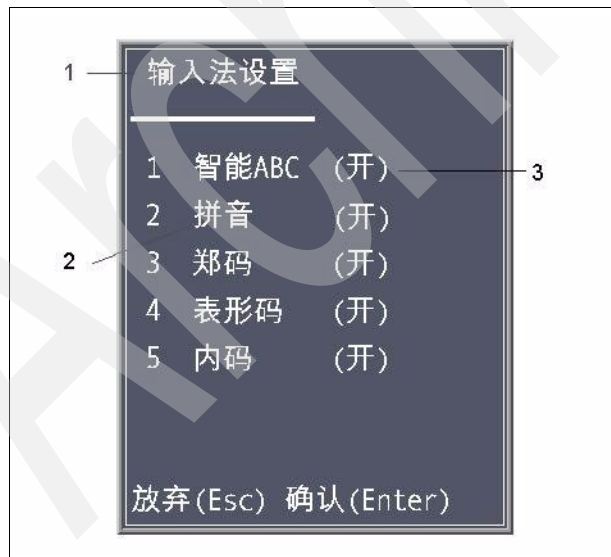 1 输入法设置
1 智能ABC (开) 3
2 拼音 (开)
2
3 郑码 (开)
4 表形码 (开)
5 内码 (开)
放弃(Esc) 确认(Enter)